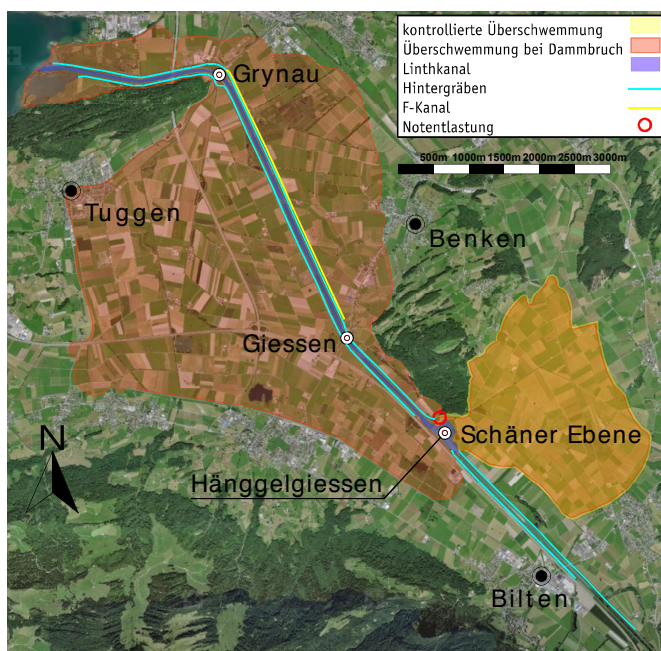 kontrollierte Überschwemmung
Überschwemmung bei Dammbruch
Linthkanal
Hintergräben
F-Kanal
Notentlastung
500m 1000m 1500m 2000m 2500m 3000m
Grynau
Tuggen
Benken
Giessen
Schäner Ebene
N
Hänggelgiessen
Bilten